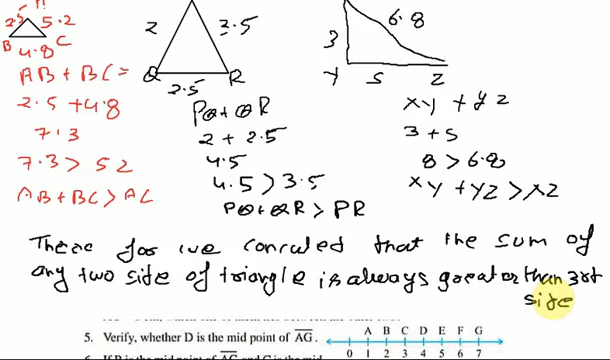 2.5 5.2
B C
4.8
AB + BC =
2.5 + 4.8
7.3
7.3 > 5 2
AB + BC > AC
2 3.5
Q R
2.5
PQ + QR
2 + 2.5
4.5
4.5 > 3.5
PQ + QR > PR
6.8
3
Y 5 Z
XY + YZ
3 + 5
8 > 6.8
XY + YZ > XZ
There for we conculed that the sum of
any two side of triangle is always greater than 3rd
side
5. Verify, whether D is the mid point of AG.
A B C D E F G
0 1 2 3 4 5 6 7